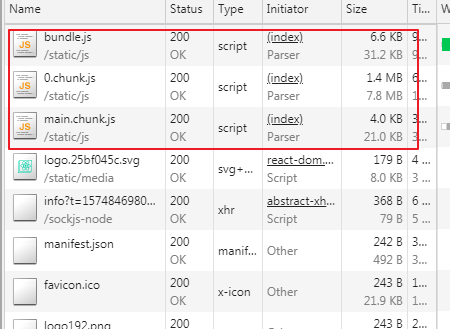 Name Status Type Initiator Size Tir... W
JS bundle.js 200 script (index) 6.6 KB 9...
/static/js OK Parser 31.2 KB 9...
JS 0.chunk.js 200 script (index) 1.4 MB 6...
/static/js OK Parser 7.8 MB 1...
JS main.chunk.js 200 script (index) 4.0 KB 3...
/static/js OK Parser 21.0 KB 3...
logo.25bf045c.svg 200 svg+... react-dom... 179 B 4 ...
/static/media OK Script 8.0 KB 3...
info?t=1574846980... 200 xhr abstract-xh... 368 B 6...
/sockjs-node OK Script 79 B 5...
manifest.json 200 manif... Other 242 B 3...
OK 492 B 3...
favicon.ico 200 x-icon Other 243 B 1...
OK 21.9 KB 1...
logo192.png 200 243 B 3...